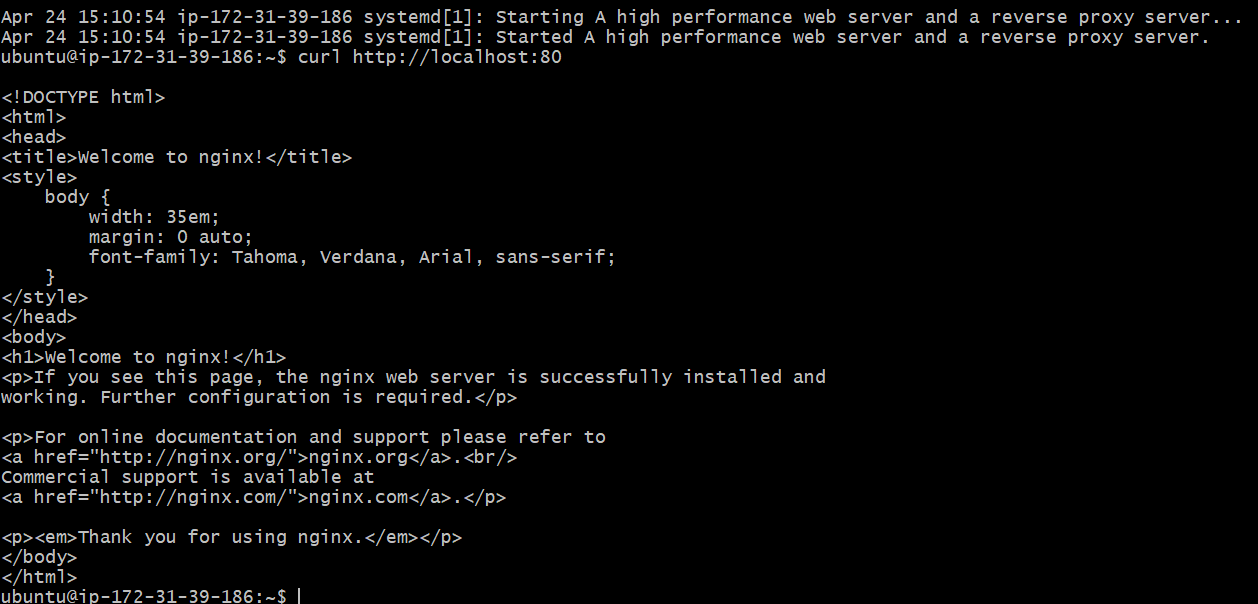 Apr 24 15:10:54 ip-172-31-39-186 systemd[1]: Starting A high performance web server and a reverse proxy server...
Apr 24 15:10:54 ip-172-31-39-186 systemd[1]: Started A high performance web server and a reverse proxy server.
ubuntu@ip-172-31-39-186:~$ curl http://localhost:80
<!DOCTYPE html>
<html>
<head>
<title>Welcome to nginx!</title>
<style>
    body {
        width: 35em;
        margin: 0 auto;
        font-family: Tahoma, Verdana, Arial, sans-serif;
    }
</style>
</head>
<body>
<h1>Welcome to nginx!</h1>
<p>If you see this page, the nginx web server is successfully installed and
working. Further configuration is required.</p>
<p>For online documentation and support please refer to
<a href="http://nginx.org/">nginx.org</a>.<br/>
Commercial support is available at
<a href="http://nginx.com/">nginx.com</a>.</p>
<p><em>Thank you for using nginx.</em></p>
</body>
</html>
ubuntu@ip-172-31-39-186:~$